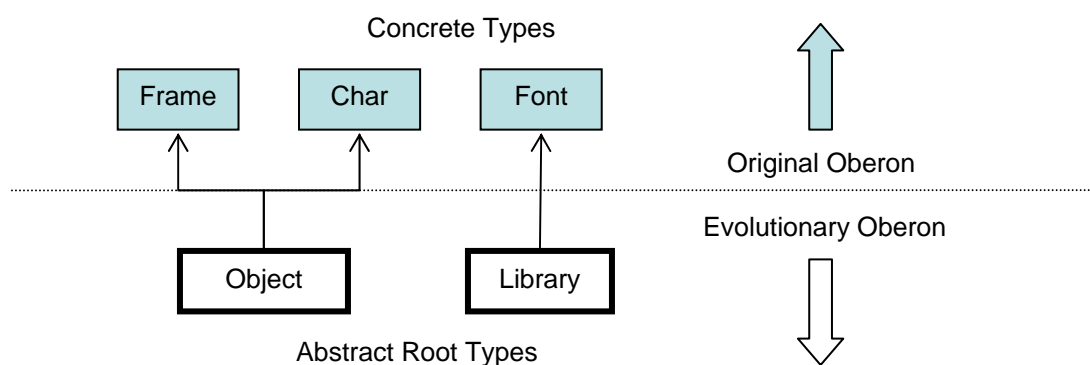 Concrete Types
Frame
Char
Font
Original Oberon
Evolutionary Oberon
Object
Library
Abstract Root Types